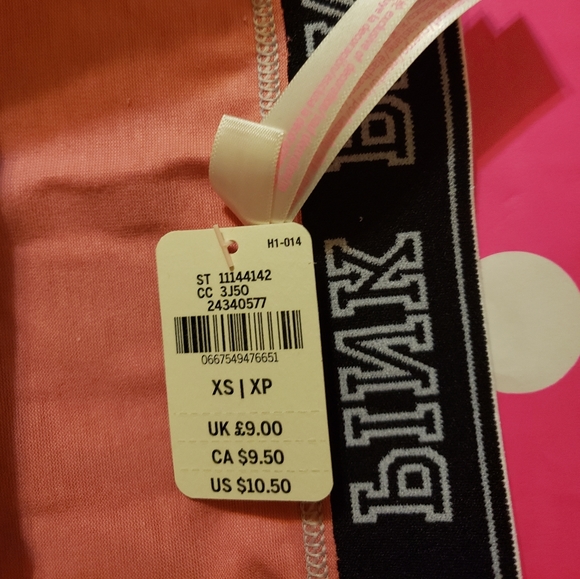 H1-014
ST 11144142
CC 3J50
24340577
0667549476651
XS | XP
UK £9.00
CA $9.50
US $10.50
PINK